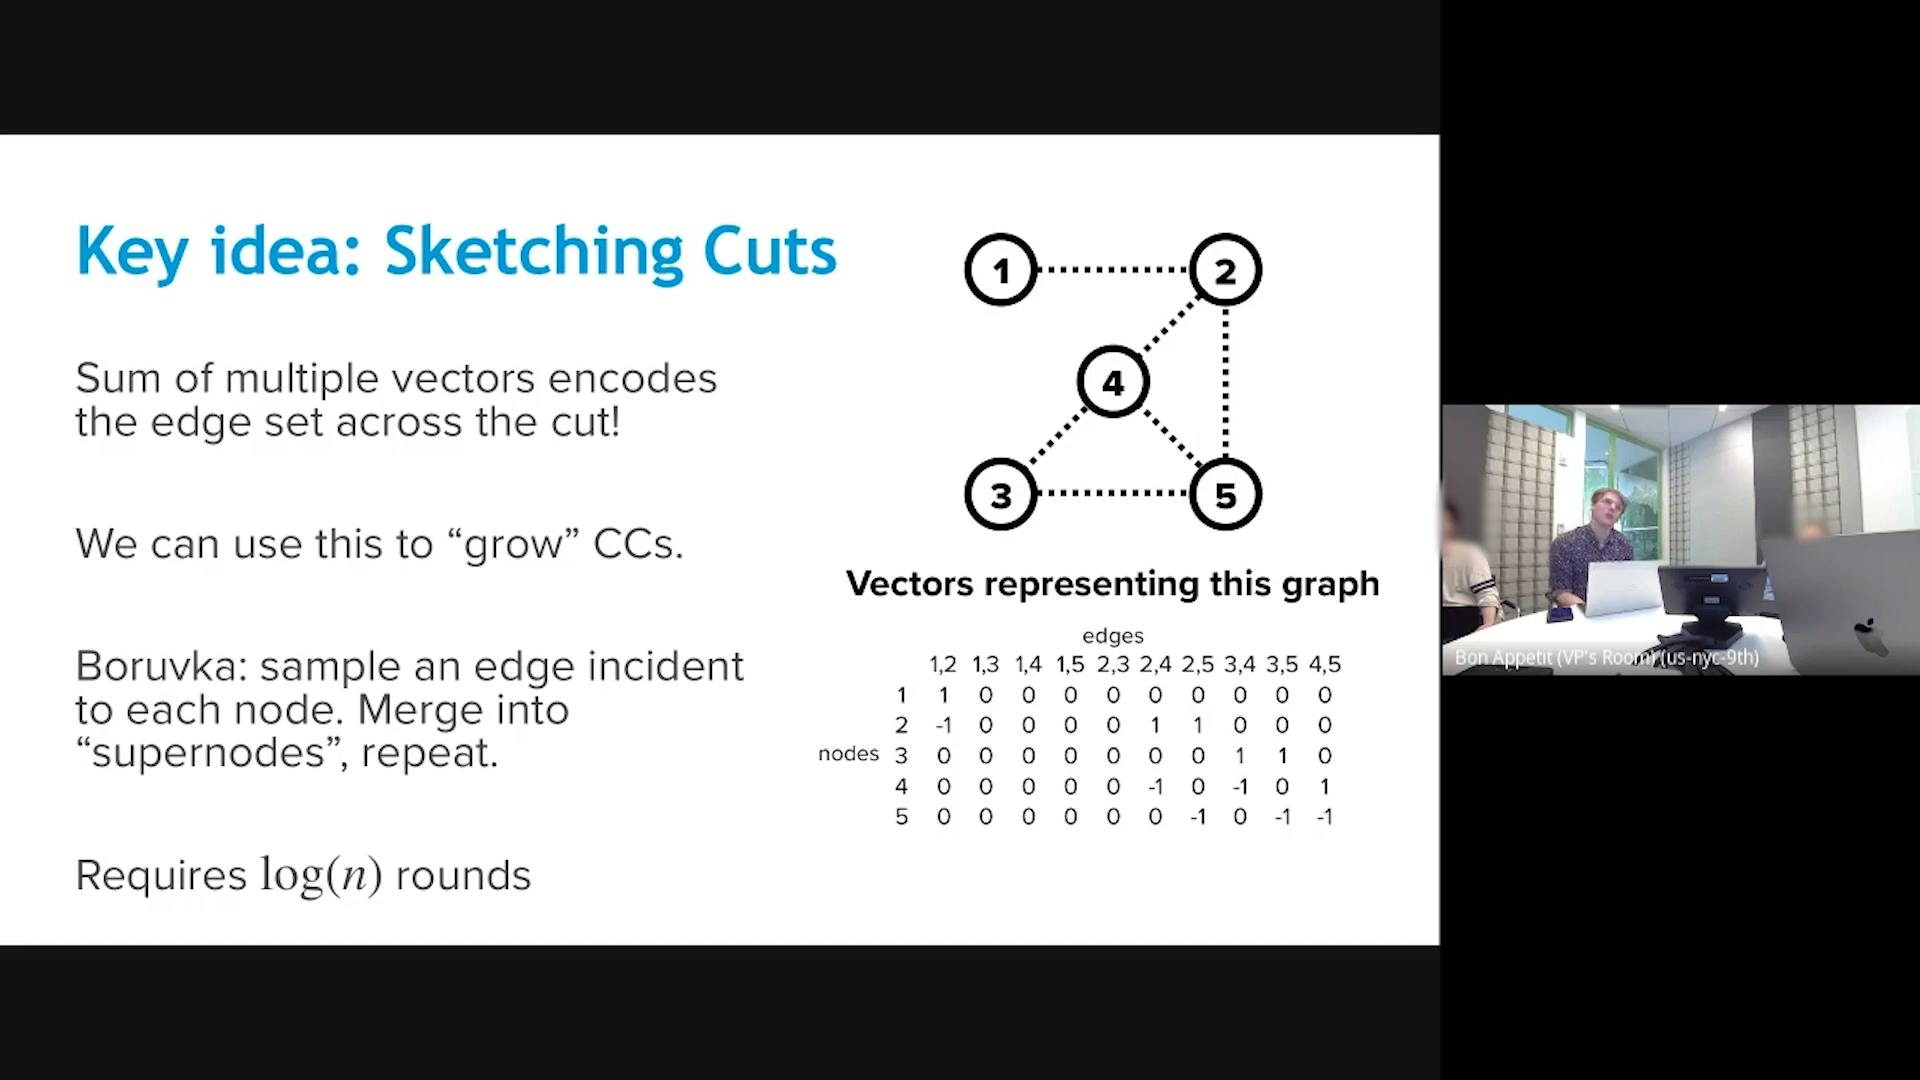 Key idea: Sketching Cuts
Sum of multiple vectors encodes
the edge set across the cut!
We can use this to “grow” CCs.
Boruvka: sample an edge incident
to each node. Merge into
“supernodes”, repeat.
Requires log(n) rounds
1
2
4
3
5
Vectors representing this graph
edges
1,2 1,3 1,4 1,5 2,3 2,4 2,5 3,4 3,5 4,5
1 1 0 0 0 0 0 0 0 0 0
2 -1 0 0 0 0 1 1 0 0 0
nodes 3 0 0 0 0 0 0 0 1 1 0
4 0 0 0 0 0 -1 0 -1 0 1
5 0 0 0 0 0 0 -1 0 -1 -1
Bon Appetit (VP's Room) (us-nyc-9th)